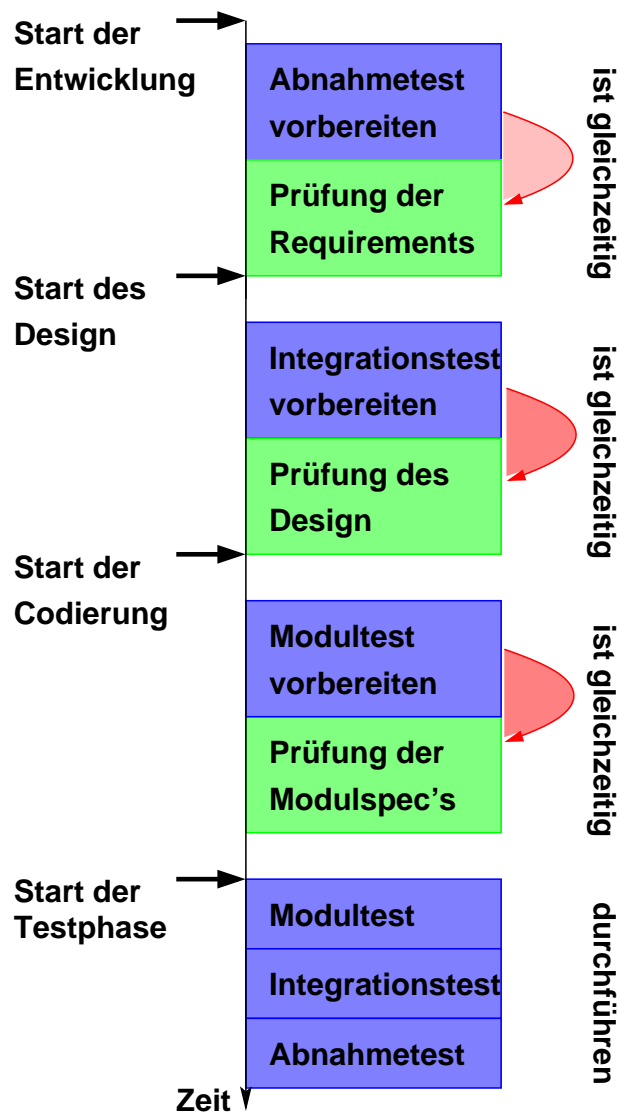 Start der
Entwicklung
Abnahmetest
vorbereiten
ist gleichzeitig
Prüfung der
Requirements
Start des
Design
Integrationstest
vorbereiten
ist gleichzeitig
Prüfung des
Design
Start der
Codierung
Modultest
vorbereiten
ist gleichzeitig
Prüfung der
Modulspec's
Start der
Testphase
Modultest
Integrationstest
Abnahmetest
durchführen
Zeit